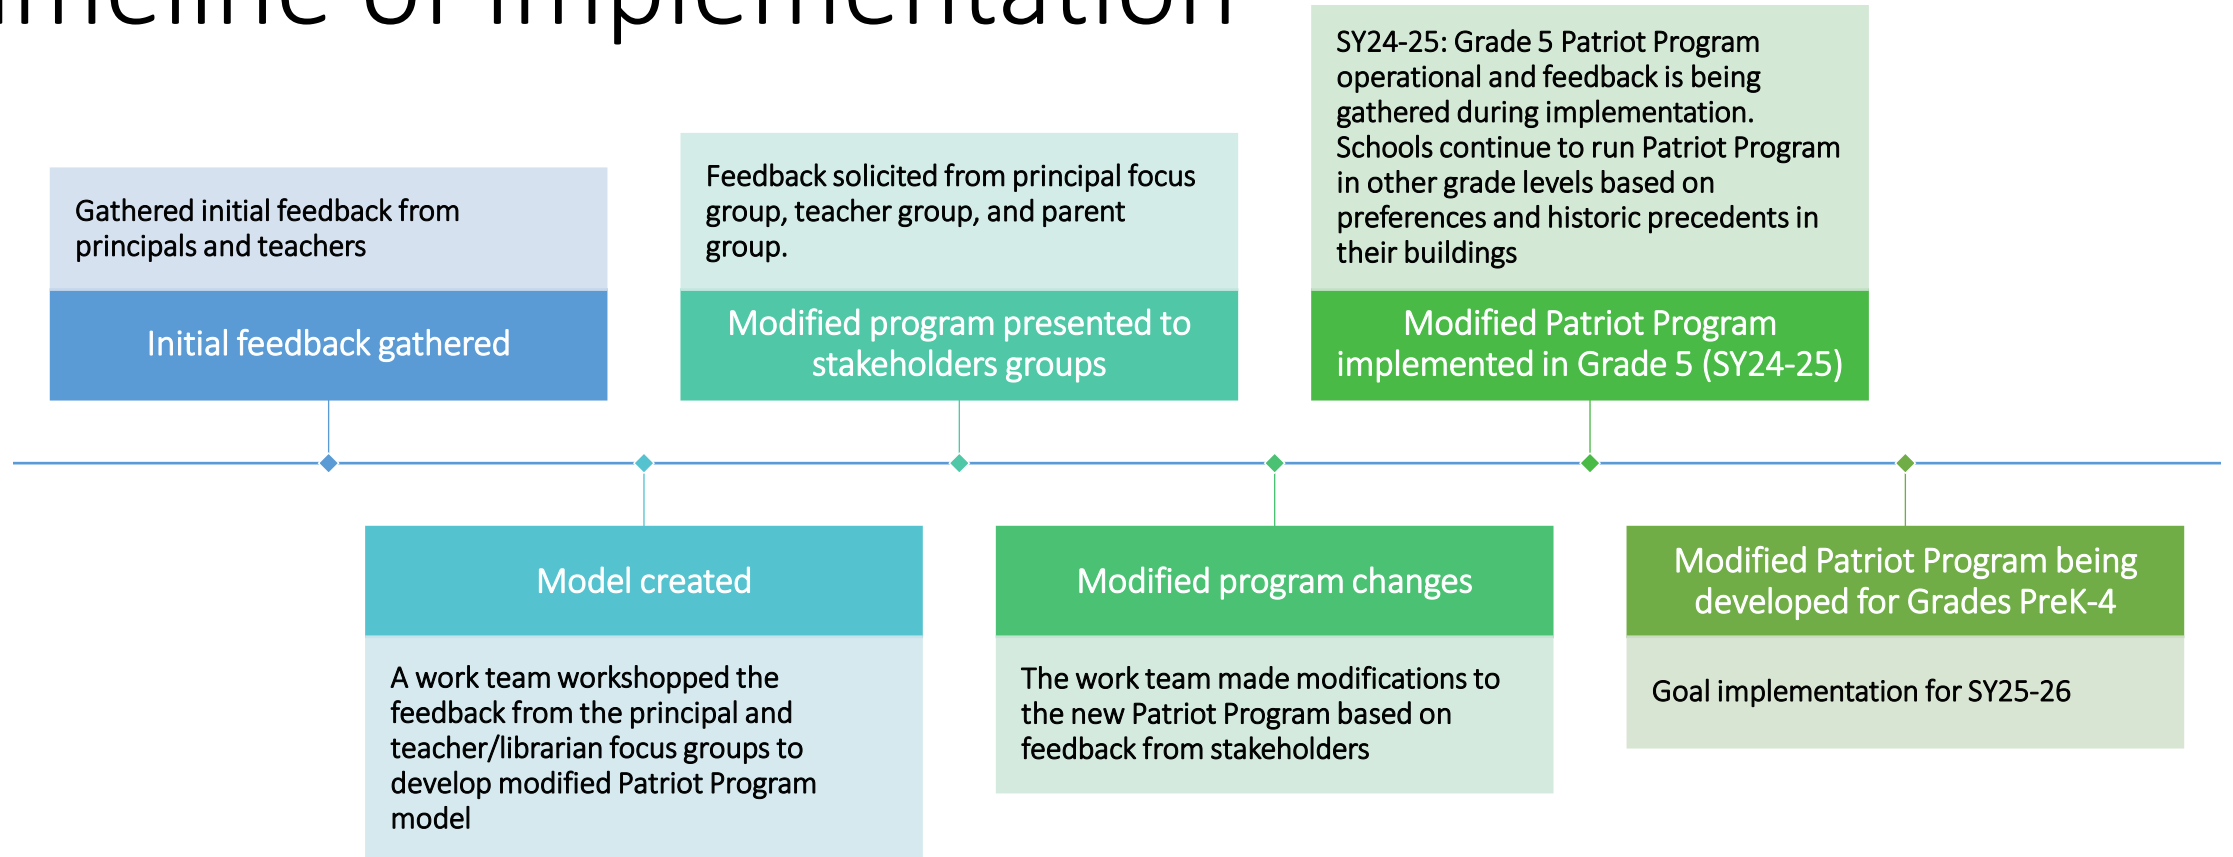 imeline of implementation
Gathered initial feedback from
principals and teachers
Initial feedback gathered
A work team workshopped the
feedback from the principal and
teacher/librarian focus groups to
develop modified Patriot Program
model
Model created
Feedback solicited from principal focus
group, teacher group, and parent
group.
Modified program presented to
stakeholders groups
Modified program changes
The work team made modifications to
the new Patriot Program based on
feedback from stakeholders
SY24-25: Grade 5 Patriot Program
operational and feedback is being
gathered during implementation.
Schools continue to run Patriot Program
in other grade levels based on
preferences and historic precedents in
their buildings
Modified Patriot Program
implemented in Grade 5 (SY24-25)
Modified Patriot Program being
developed for Grades PreK-4
Goal implementation for SY25-26